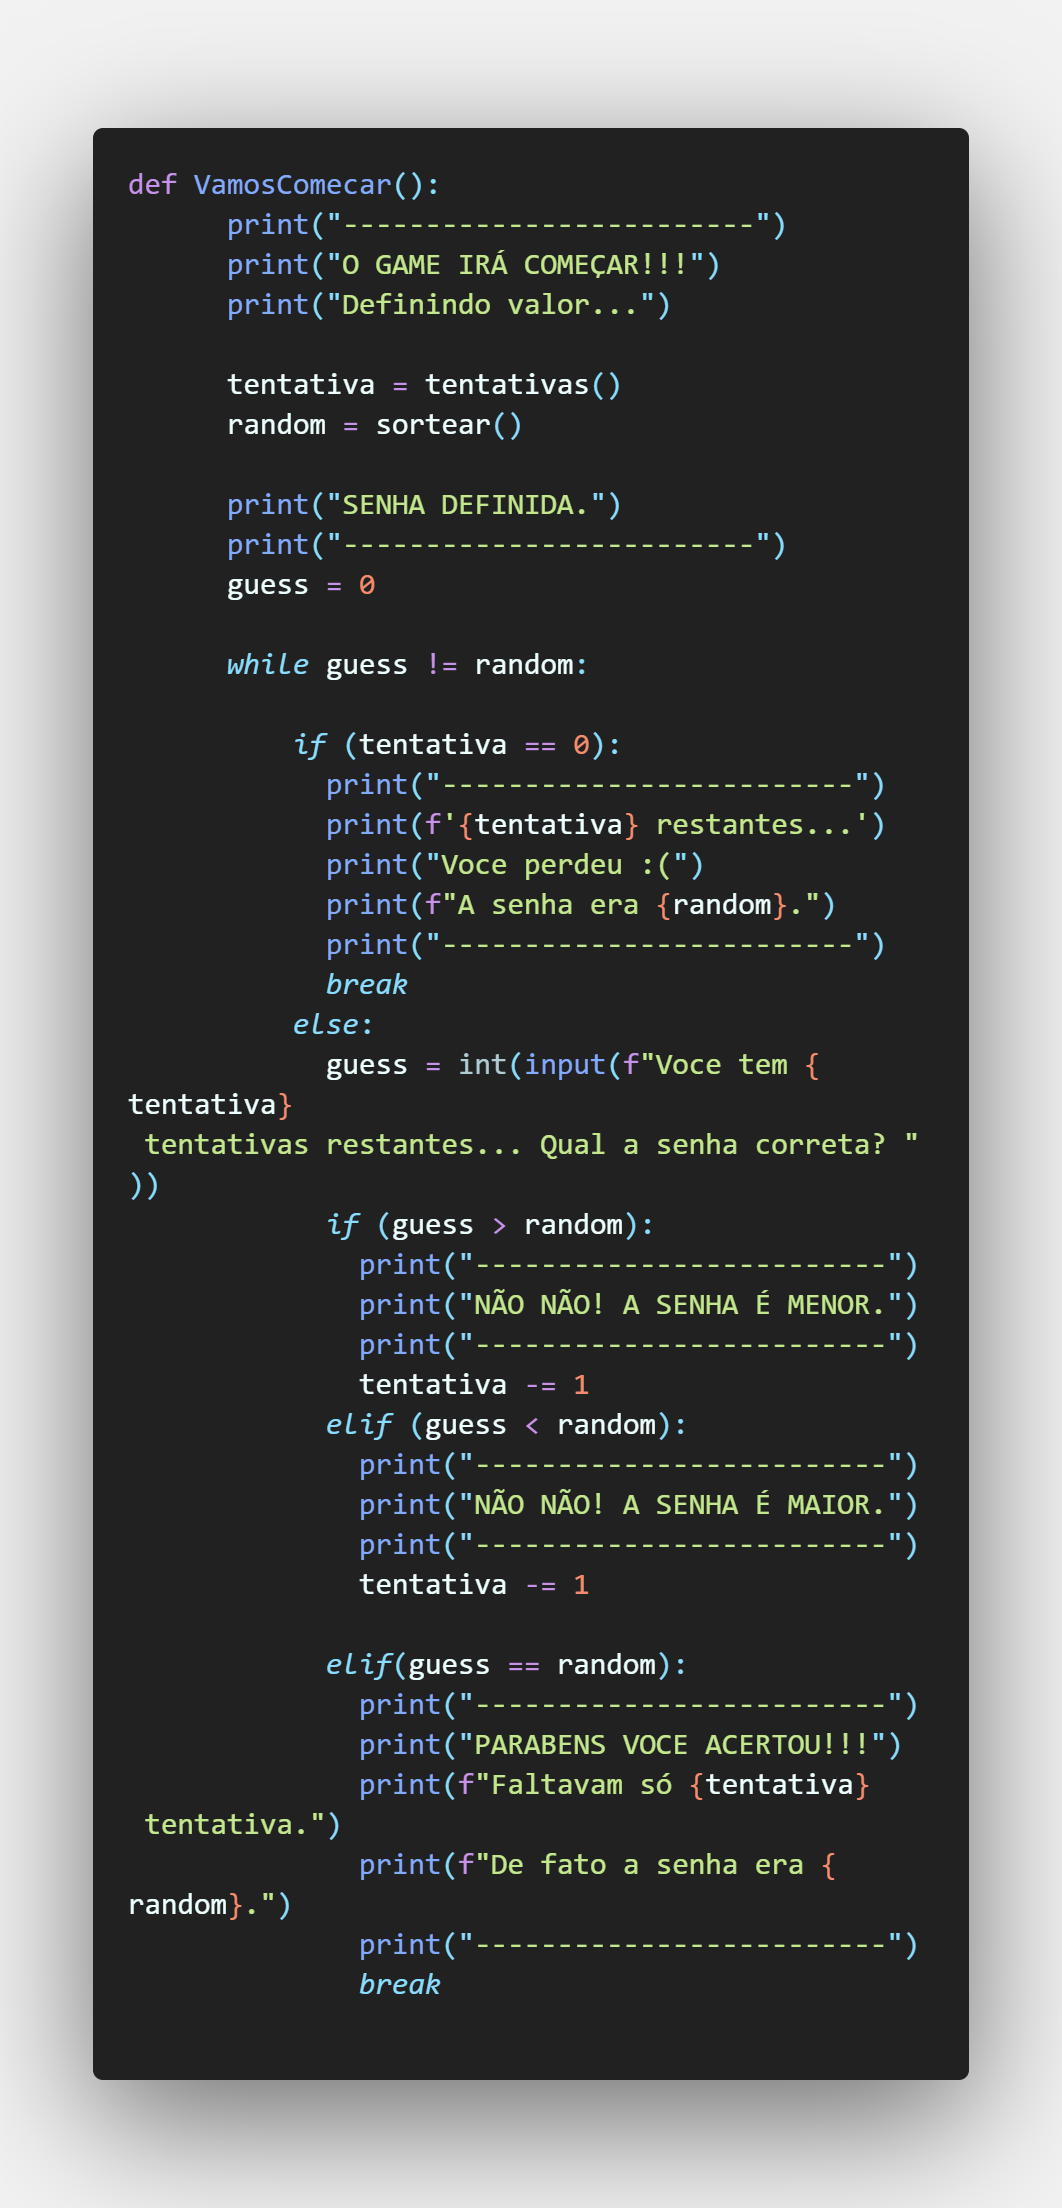 def VamosComecar():
print("-------------------------")
print("O GAME IRÁ COMEÇAR!!!")
print("Definindo valor...")
tentativa = tentativas()
random = sortear()
print("SENHA DEFINIDA.")
print("-------------------------")
guess = 0
while guess != random:
if (tentativa == 0):
print("-------------------------")
print(f'{tentativa} restantes...')
print("Voce perdeu :(")
print(f"A senha era {random}.")
print("-------------------------")
break
else:
guess = int(input(f"Voce tem {
tentativa}
tentativas restantes... Qual a senha correta? "
))
if (guess > random):
print("-------------------------")
print("NÃO NÃO! A SENHA É MENOR.")
print("-------------------------")
tentativa -= 1
elif (guess < random):
print("-------------------------")
print("NÃO NÃO! A SENHA É MAIOR.")
print("-------------------------")
tentativa -= 1
elif(guess == random):
print("-------------------------")
print("PARABENS VOCE ACERTOU!!!")
print(f"Faltavam só {tentativa}
tentativa.")
print(f"De fato a senha era {
random}.")
print("-------------------------")
break